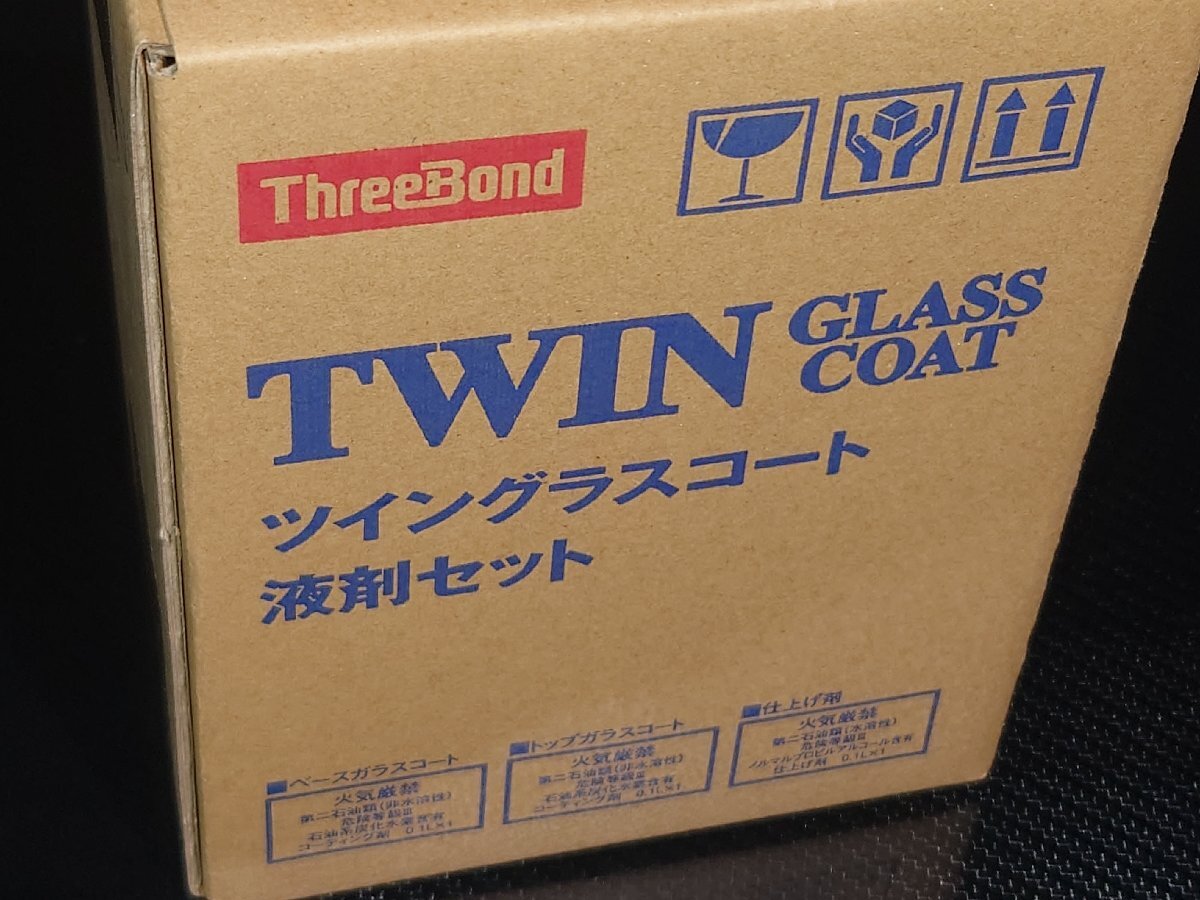 ThreeBond
TWIN GLASS COAT
ツイングラスコート
液剤セット
■ベースガラスコート
火気厳禁
第二石油類(非水溶性)
危険等級Ⅲ
石油系炭化水素含有
コーティング剤 0.1L×1
■トップガラスコート
火気厳禁
第二石油類(非水溶性)
危険等級Ⅲ
石油系炭化水素含有
コーティング剤 0.1L×1
■仕上げ剤
火気厳禁
第二石油類(水溶性)
危険等級Ⅲ
ノルマルプロピルアルコール含有
仕上げ剤 0.1L×1